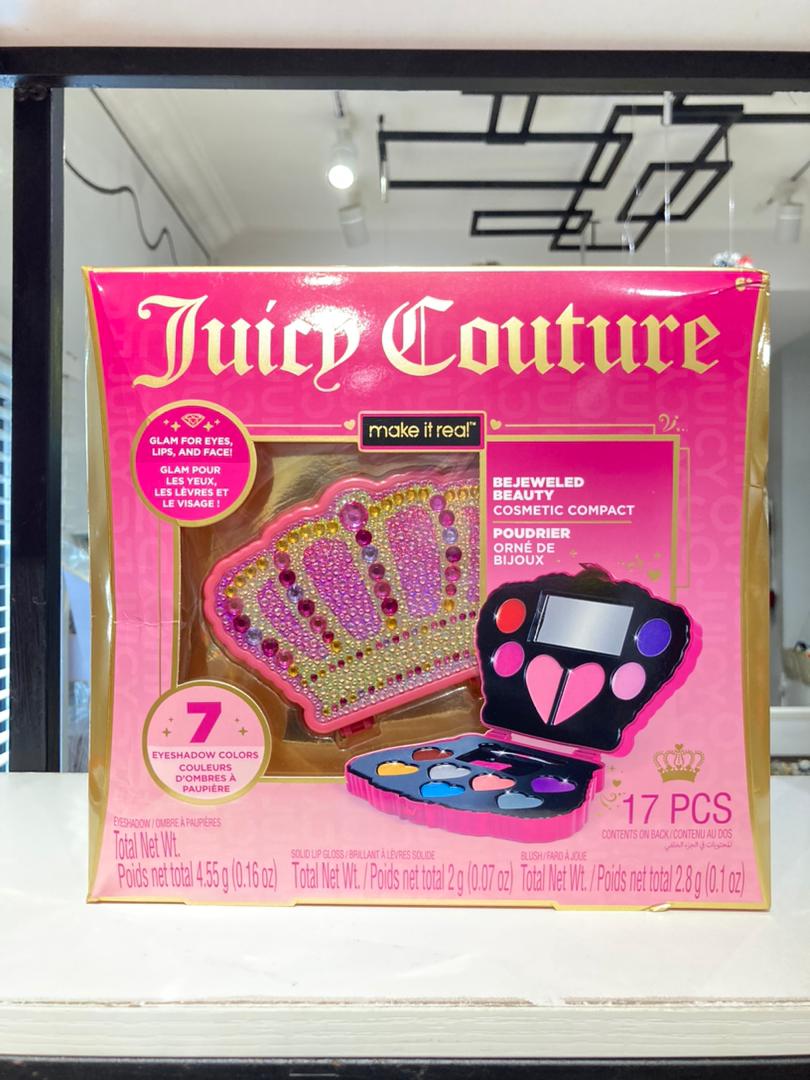 Juicy Couture
make it real™
GLAM FOR EYES,
LIPS, AND FACE!
GLAM POUR
LES YEUX,
LES LÈVRES ET
LE VISAGE !
BEJEWELED
BEAUTY
COSMETIC COMPACT
POUDRIER
ORNÉ DE
BIJOUX
7
EYESHADOW COLORS
COULEURS
D'OMBRES À
PAUPIÈRE
17 PCS
CONTENTS ON BACK/CONTENU AU DOS
المحتويات في الجزء الخلفي
EYESHADOW / OMBRE À PAUPIÈRES
Total Net Wt.
Poids net total 4.55 g (0.16 oz)
SOLID LIP GLOSS / BRILLANT À LÈVRES SOLIDE
Total Net Wt. / Poids net total 2 g (0.07 oz)
BLUSH / FARD À JOUE
Total Net Wt. / Poids net total 2.8 g (0.1 oz)